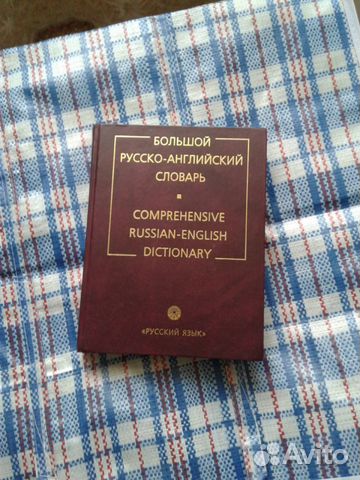 БОЛЬШОЙ
РУССКО-АНГЛИЙСКИЙ
СЛОВАРЬ
COMPREHENSIVE
RUSSIAN-ENGLISH
DICTIONARY
«РУССКИЙ ЯЗЫК»
Avito